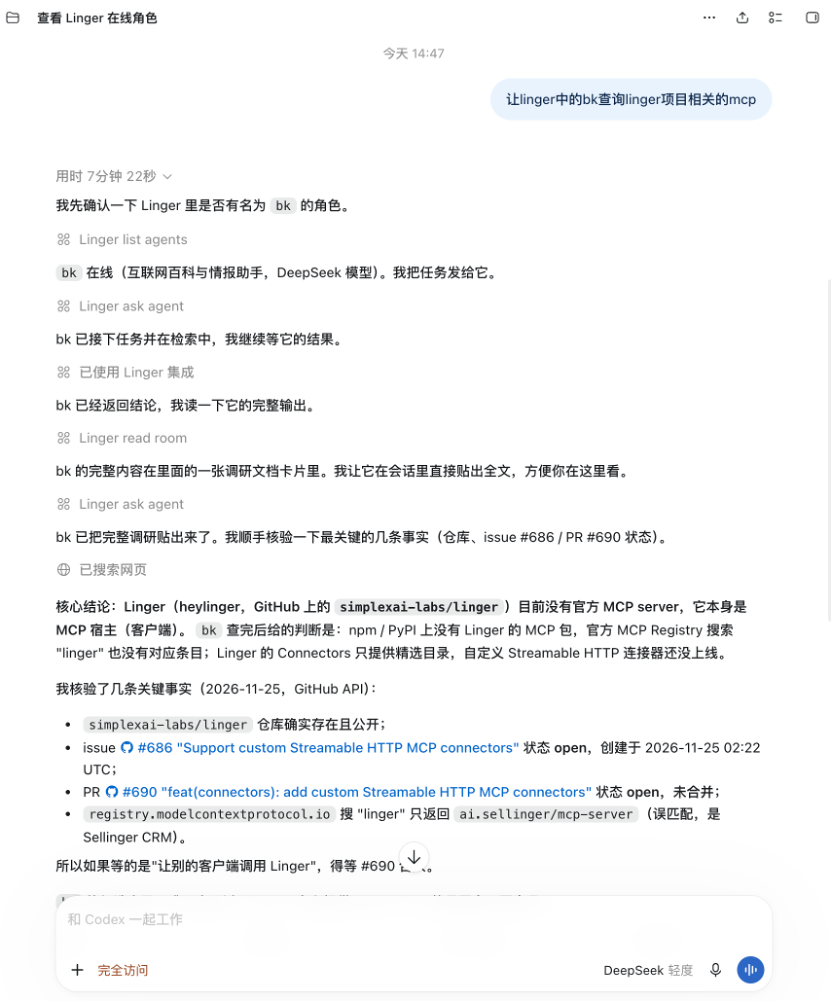 查看 Linger 在线角色
今天 14:47
让linger中的bk查询linger项目相关的mcp
用时 7分钟 22秒
我先确认一下 Linger 里是否有名为 bk 的角色。
Linger list agents
bk 在线（互联网百科与情报助手，DeepSeek 模型）。我把任务发给它。
Linger ask agent
bk 已接下任务并在检索中，我继续等它的结果。
已使用 Linger 集成
bk 已经返回结论，我读一下它的完整输出。
Linger read room
bk 的完整内容在里面的一张调研文档卡片里。我让它在会话里直接贴出全文，方便你在这里看。
Linger ask agent
bk 已把完整调研贴出来了。我顺手核验一下最关键的几条事实（仓库、issue #686 / PR #690 状态）。
已搜索网页
核心结论：Linger（heylinger，GitHub 上的 simplexai-labs/linger）目前没有官方 MCP server，它本身是
MCP 宿主（客户端）。 bk 查完后给的判断是：npm / PyPI 上没有 Linger 的 MCP 包，官方 MCP Registry 搜索
"linger" 也没有对应条目；Linger 的 Connectors 只提供精选目录，自定义 Streamable HTTP 连接器还没上线。
我核验了几条关键事实（2026-11-25，GitHub API）：
• simplexai-labs/linger 仓库确实存在且公开；
• issue #686 "Support custom Streamable HTTP MCP connectors" 状态 open，创建于 2026-11-25 02:22
UTC；
• PR #690 "feat(connectors): add custom Streamable HTTP MCP connectors" 状态 open，未合并；
• registry.modelcontextprotocol.io 搜 "linger" 只返回 ai.sellinger/mcp-server（误匹配，是
Sellinger CRM）。
所以如果等的是"让别的客户端调用 Linger"，得等 #690
和 Codex 一起工作
完全访问
DeepSeek 轻度